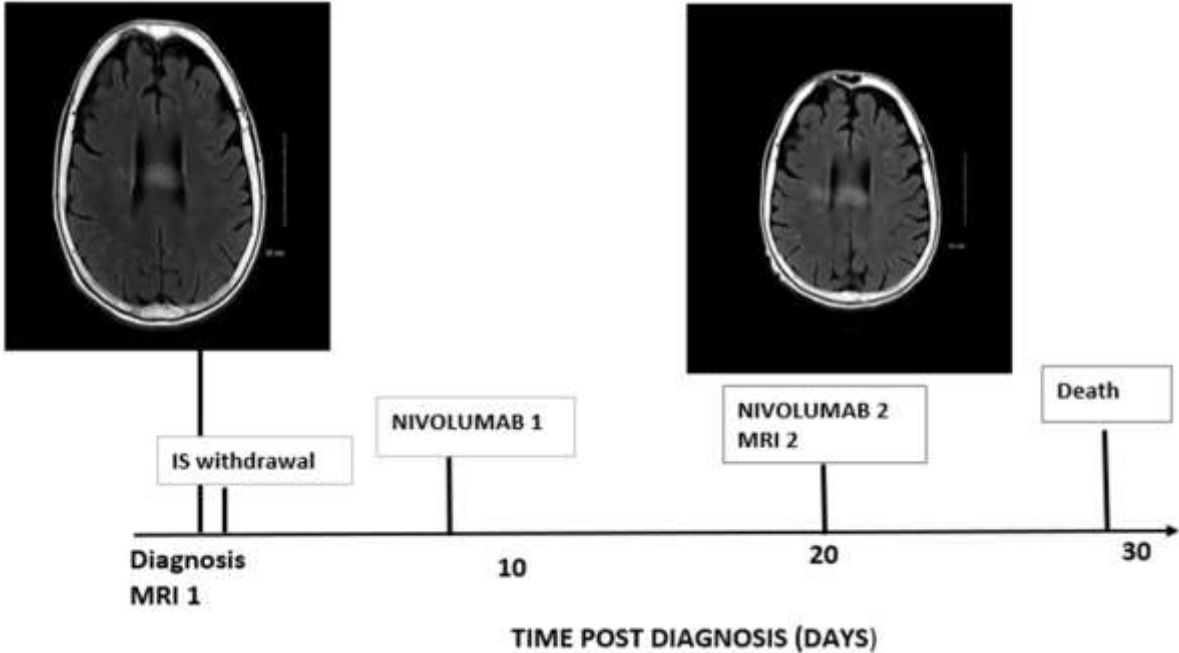 IS withdrawal
NIVOLUMAB 1
NIVOLUMAB 2
MRI 2
Death
Diagnosis
MRI 1
10
20
30
TIME POST DIAGNOSIS (DAYS)